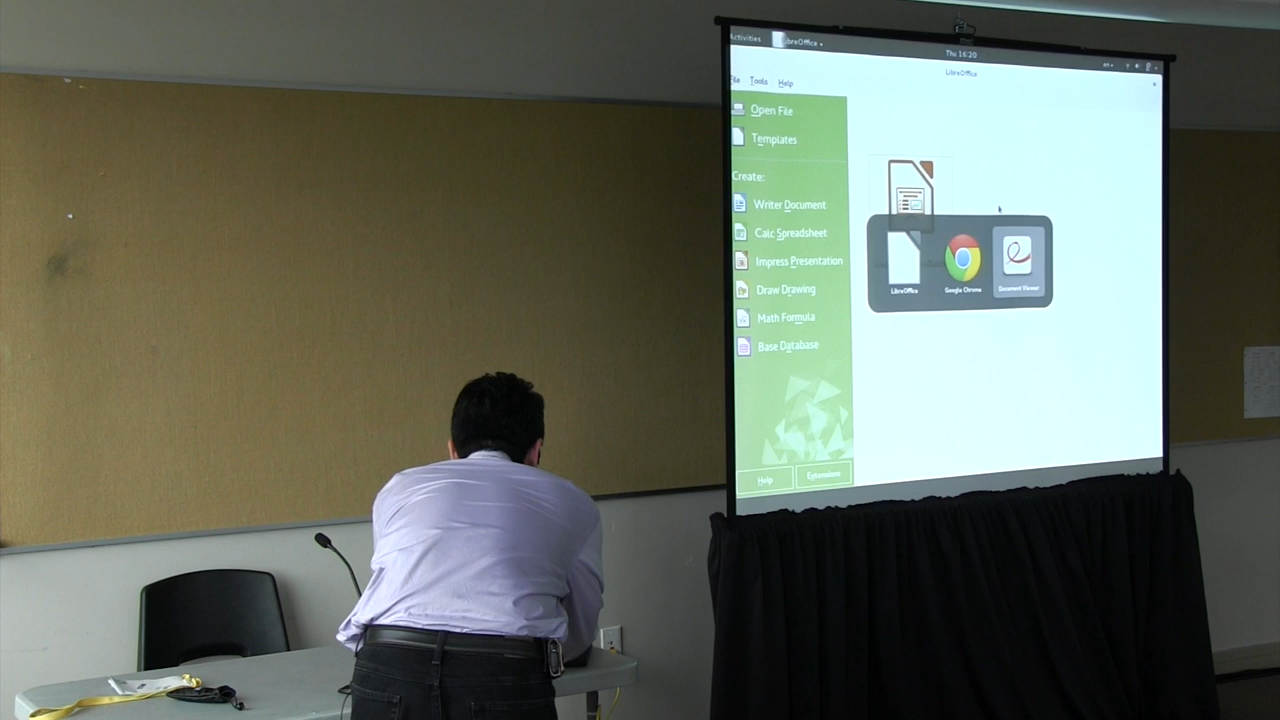 Activities LibreOffice
Thu 16:20
en
LibreOffice
File Tools Help
Open File
Templates
Create:
Writer Document
Calc Spreadsheet
Impress Presentation
Draw Drawing
Math Formula
Base Database
Help Extensions
LibreOffice Google Chrome Document Viewer